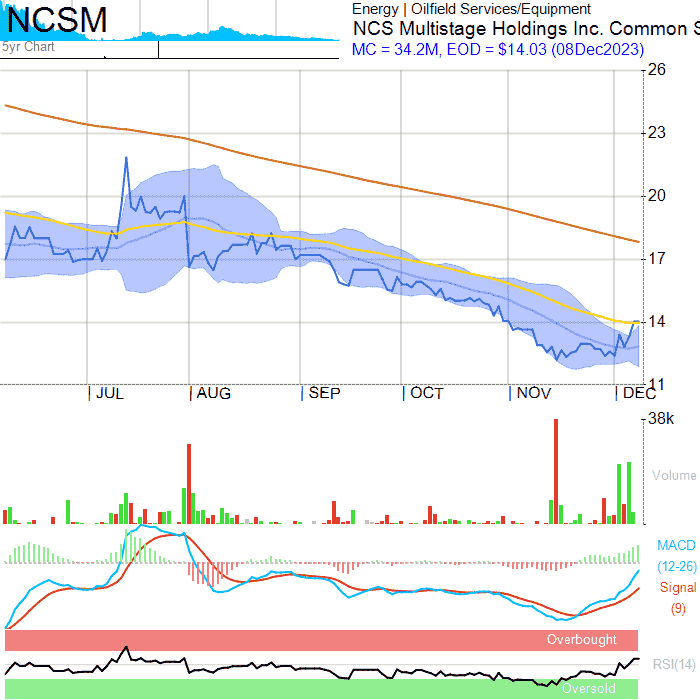 NCSM
5yr Chart
Energy | Oilfield Services/Equipment
NCS Multistage Holdings Inc. Common S
MC = 34.2M, EOD = $14.03 (08Dec2023)
26
23
20
17
14
11
JUL
AUG
SEP
OCT
NOV
DEC
38k
Volume
MACD
(12-26)
Signal
(9)
Overbought
RSI(14)
Oversold